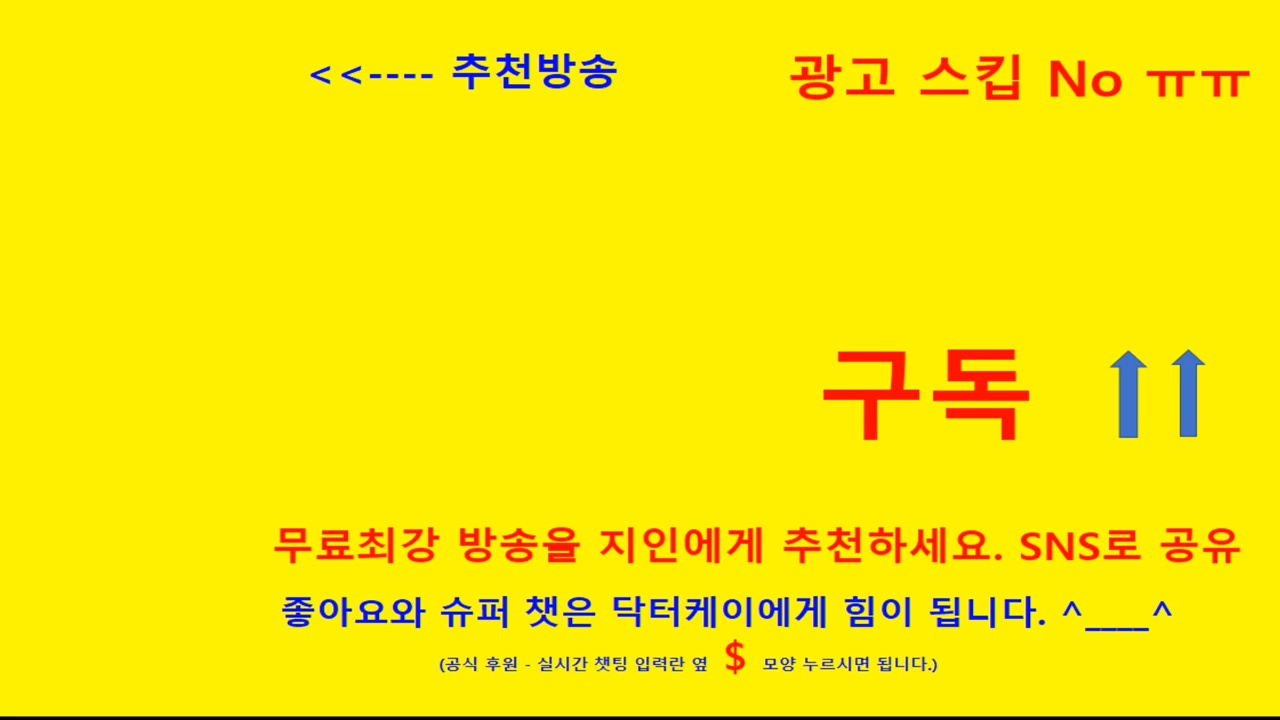 <<---- 추천방송
광고 스킵 No ㅠㅠ
구독
무료최강 방송을 지인에게 추천하세요. SNS로 공유
좋아요와 슈퍼 챗은 닥터케이에게 힘이 됩니다. ^____^
(공식 후원 - 실시간 챗팅 입력란 옆 $ 모양 누르시면 됩니다.)